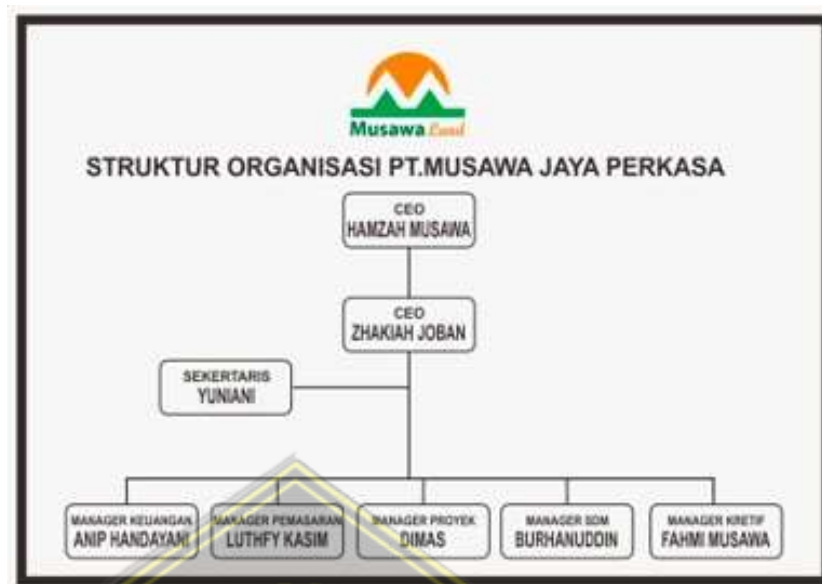 Musawa Land
STRUKTUR ORGANISASI PT.MUSAWA JAYA PERKASA
CEO
HAMZAH MUSAWA
CEO
ZHAKIAH JOBAN
SEKERTARIS
YUNIANI
MANAGER KEUANGAN
ANIP HANDAYANI
MANAGER PEMASARAN
LUTHFY KASIM
MANAGER PROYEK
DIMAS
MANAGER SDM
BURHANUDDIN
MANAGER KRETIF
FAHMI MUSAWA